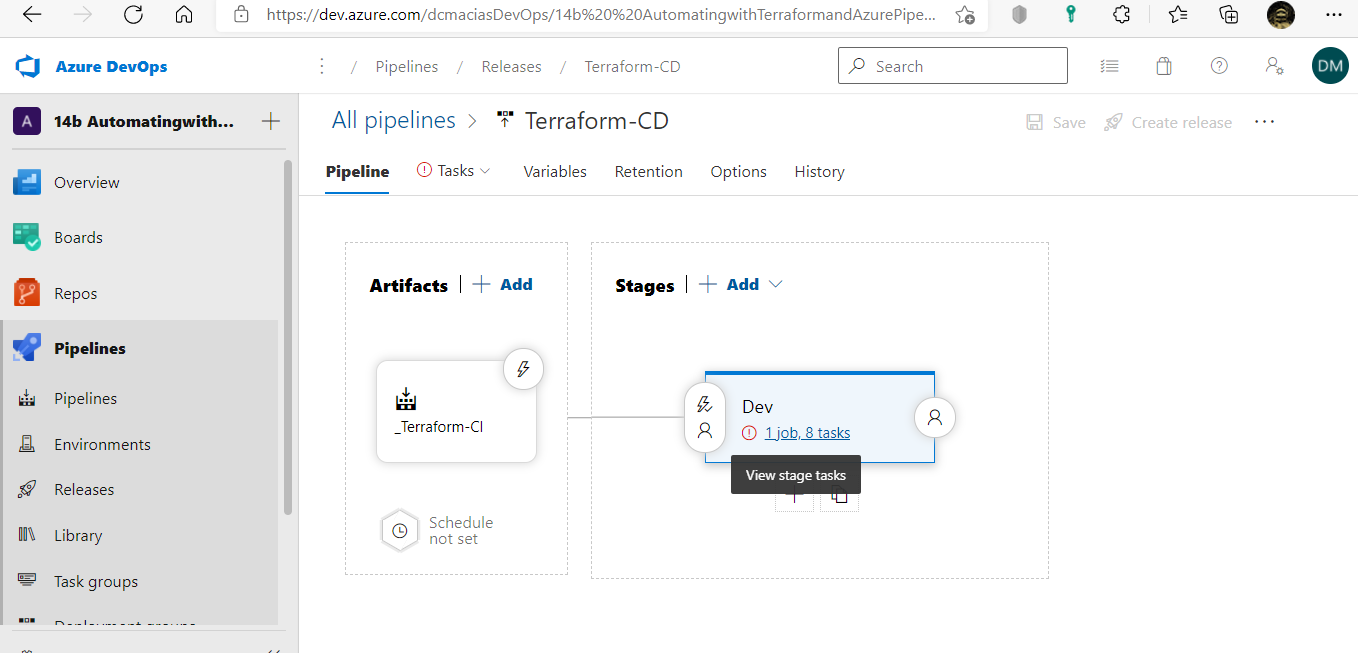 https://dev.azure.com/dcmaciasDevOps/14b%20%20AutomatingwithTerraformandAzurePipe...
Azure DevOps
/ Pipelines / Releases / Terraform-CD
Search
DM
A
14b Automatingwith...
All pipelines > Terraform-CD
Save
Create release
Pipeline
Tasks
Variables
Retention
Options
History
Overview
Boards
Repos
Pipelines
Pipelines
Environments
Releases
Library
Task groups
Deployment groups
Artifacts | + Add
Stages | + Add
_Terraform-CI
Schedule
not set
Dev
1 job, 8 tasks
View stage tasks